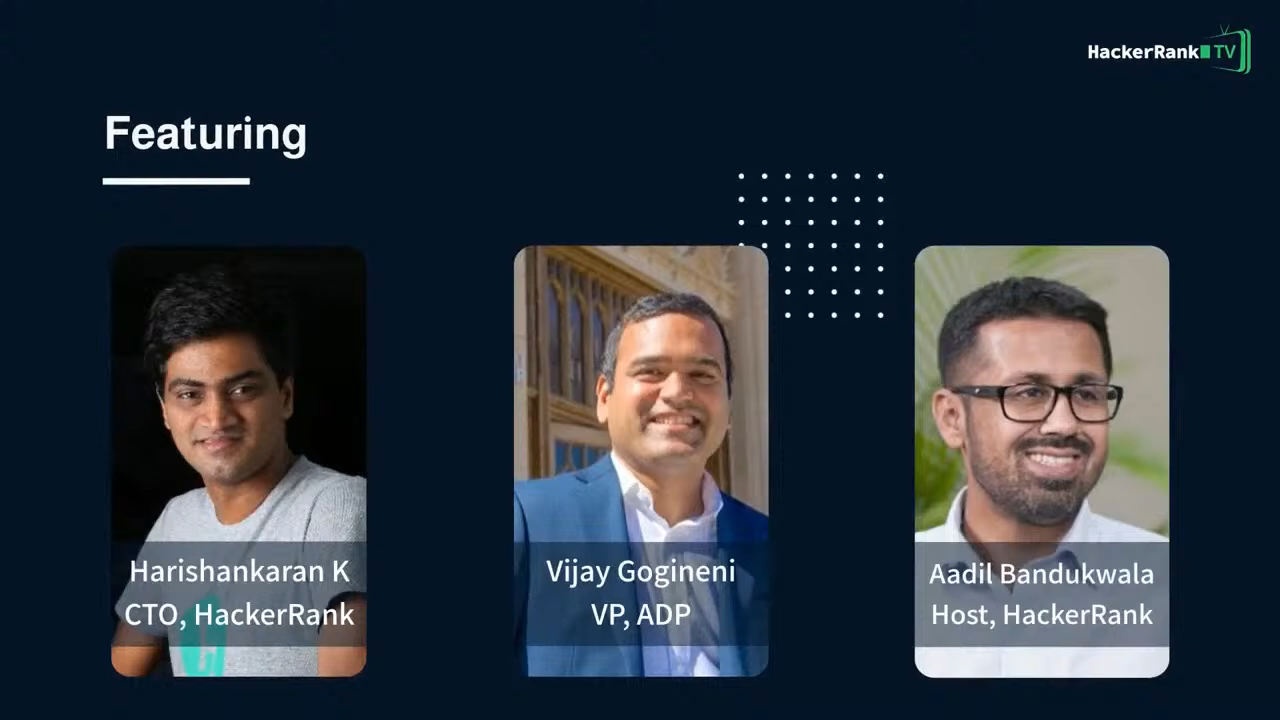 HackerRank TV
Featuring
Harishankaran K
CTO, HackerRank
Vijay Gogineni
VP, ADP
Aadil Bandukwala
Host, HackerRank